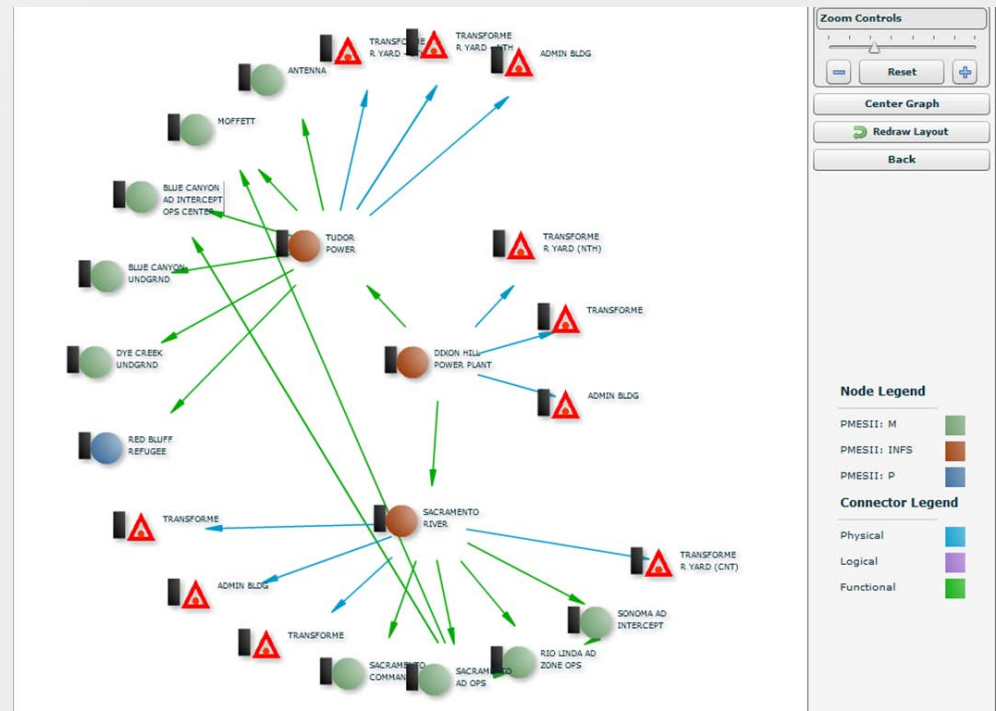 TRANSFORME
R YARD
TRANSFORME
R YARD NTH
ADMIN BLDG
ANTENNA
MOFFETT
BLUE CANYON
AD INTERCEPT
OPS CENTER
TUDOR
POWER
TRANSFORME
R YARD (NTH)
BLUE CANYON
UNDGRND
TRANSFORME
DYE CREEK
UNDGRND
DIXON HILL
POWER PLANT
ADMIN BLDG
RED BLUFF
REFUGEE
SACRAMENTO
RIVER
TRANSFORME
TRANSFORME
R YARD (CNT)
ADMIN BLDG
SONOMA AD
INTERCEPT
TRANSFORME
RIO LINDA AD
ZONE OPS
SACRAMENTO
COMMAN
SACRAMENTO
AD OPS
Zoom Controls
Reset
Center Graph
Redraw Layout
Back
Node Legend
PMESII: M
PMESII: INFS
PMESII: P
Connector Legend
Physical
Logical
Functional